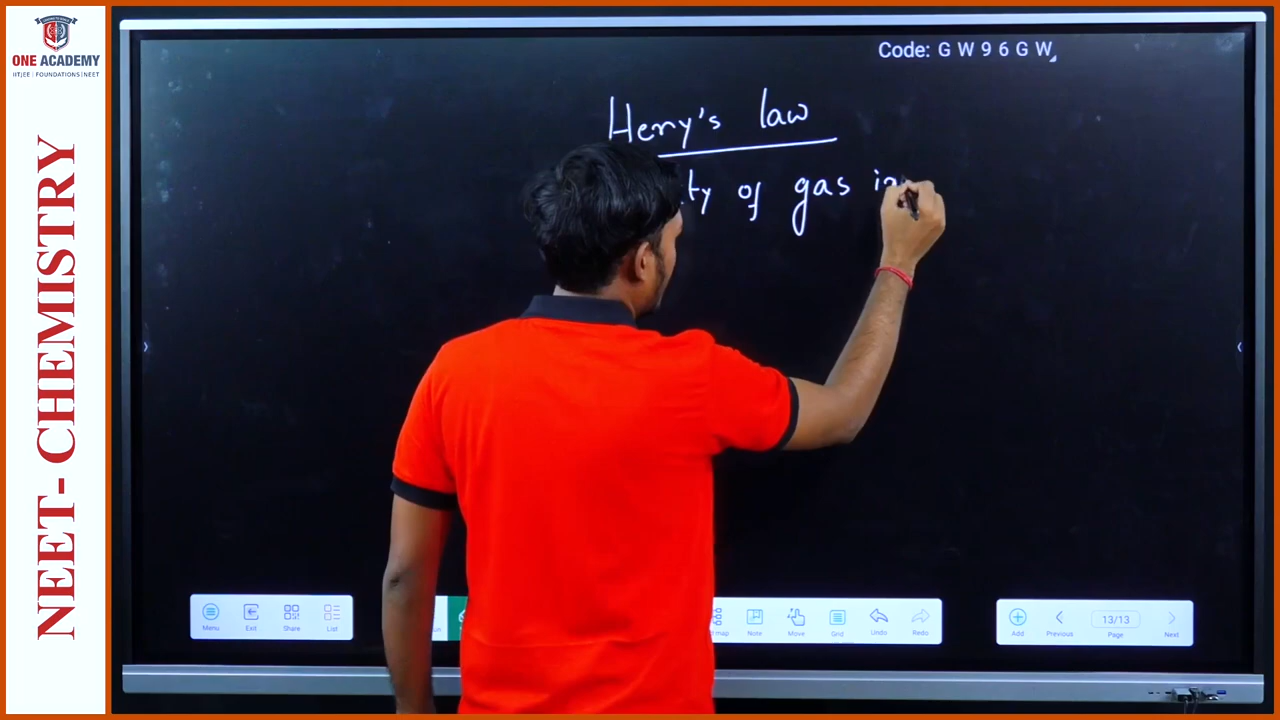 ONE ACADEMY
IIT|JEE | FOUNDATIONS|NEET
NEET- CHEMISTRY
Code: G W 9 6 G W
Henry's law
ty of gas in
Menu
Exit
Share
List
map
Note
Move
Grid
Undo
Redo
Add
Previous
13/13
Page
Next